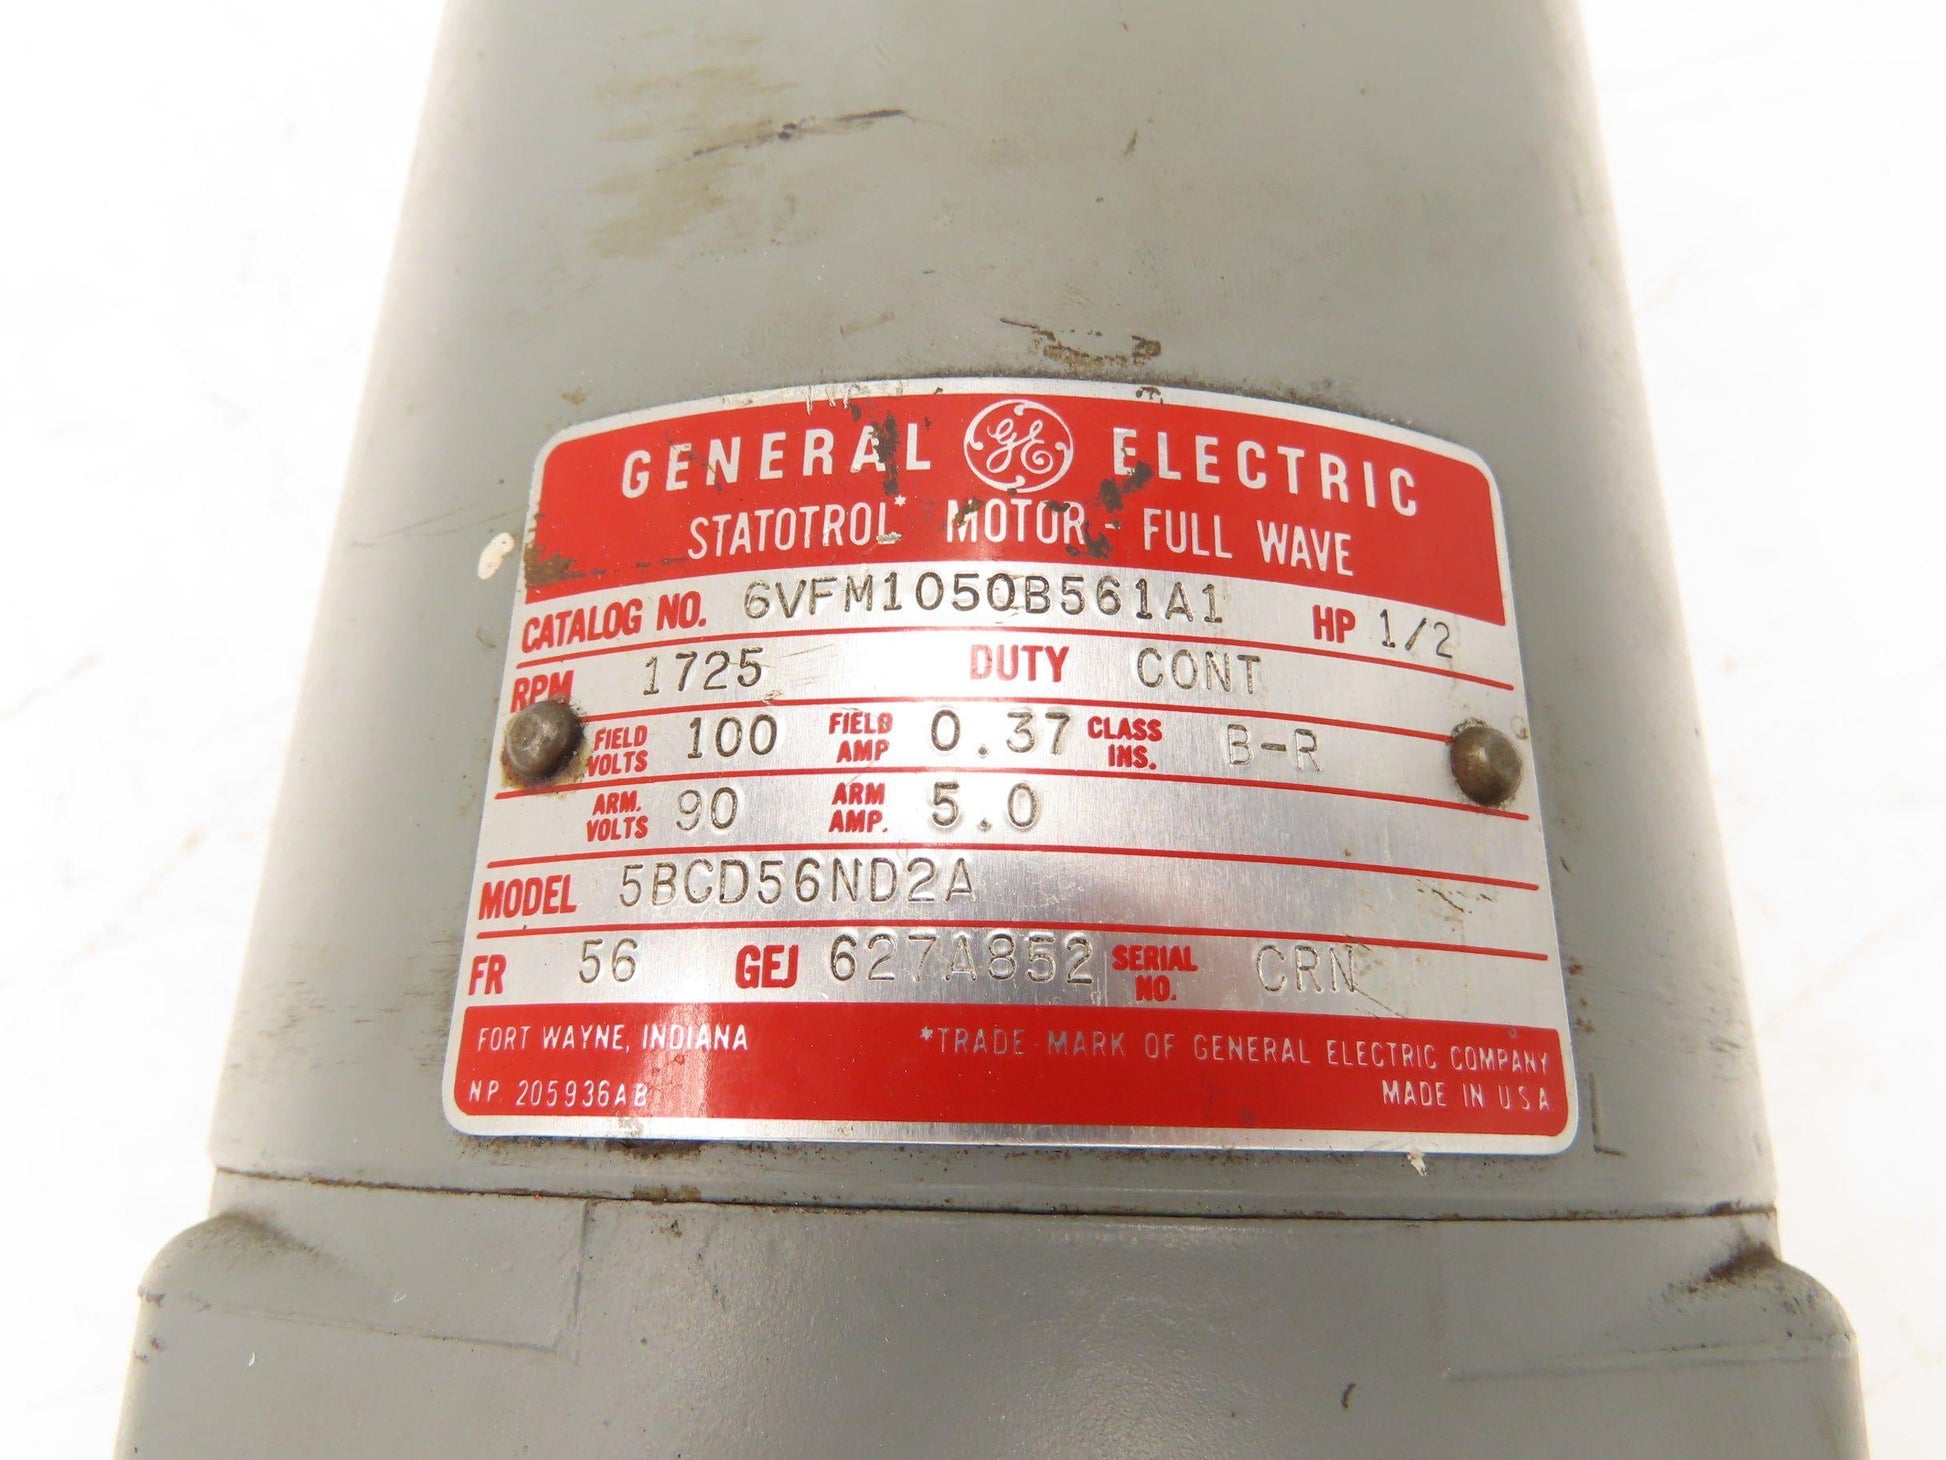 GENERAL GE ELECTRIC
STATOTROL* MOTOR - FULL WAVE
CATALOG NO. 6VFM1050B561A1 HP 1/2
RPM 1725 DUTY CONT
FIELD VOLTS 100 FIELD AMP 0.37 CLASS INS. B-R
ARM. VOLTS 90 ARM AMP. 5.0
MODEL 5BCD56ND2A
FR 56 GEJ 627A852 SERIAL NO. CRN
FORT WAYNE, INDIANA *TRADE MARK OF GENERAL ELECTRIC COMPANY
NP 205936AB MADE IN USA